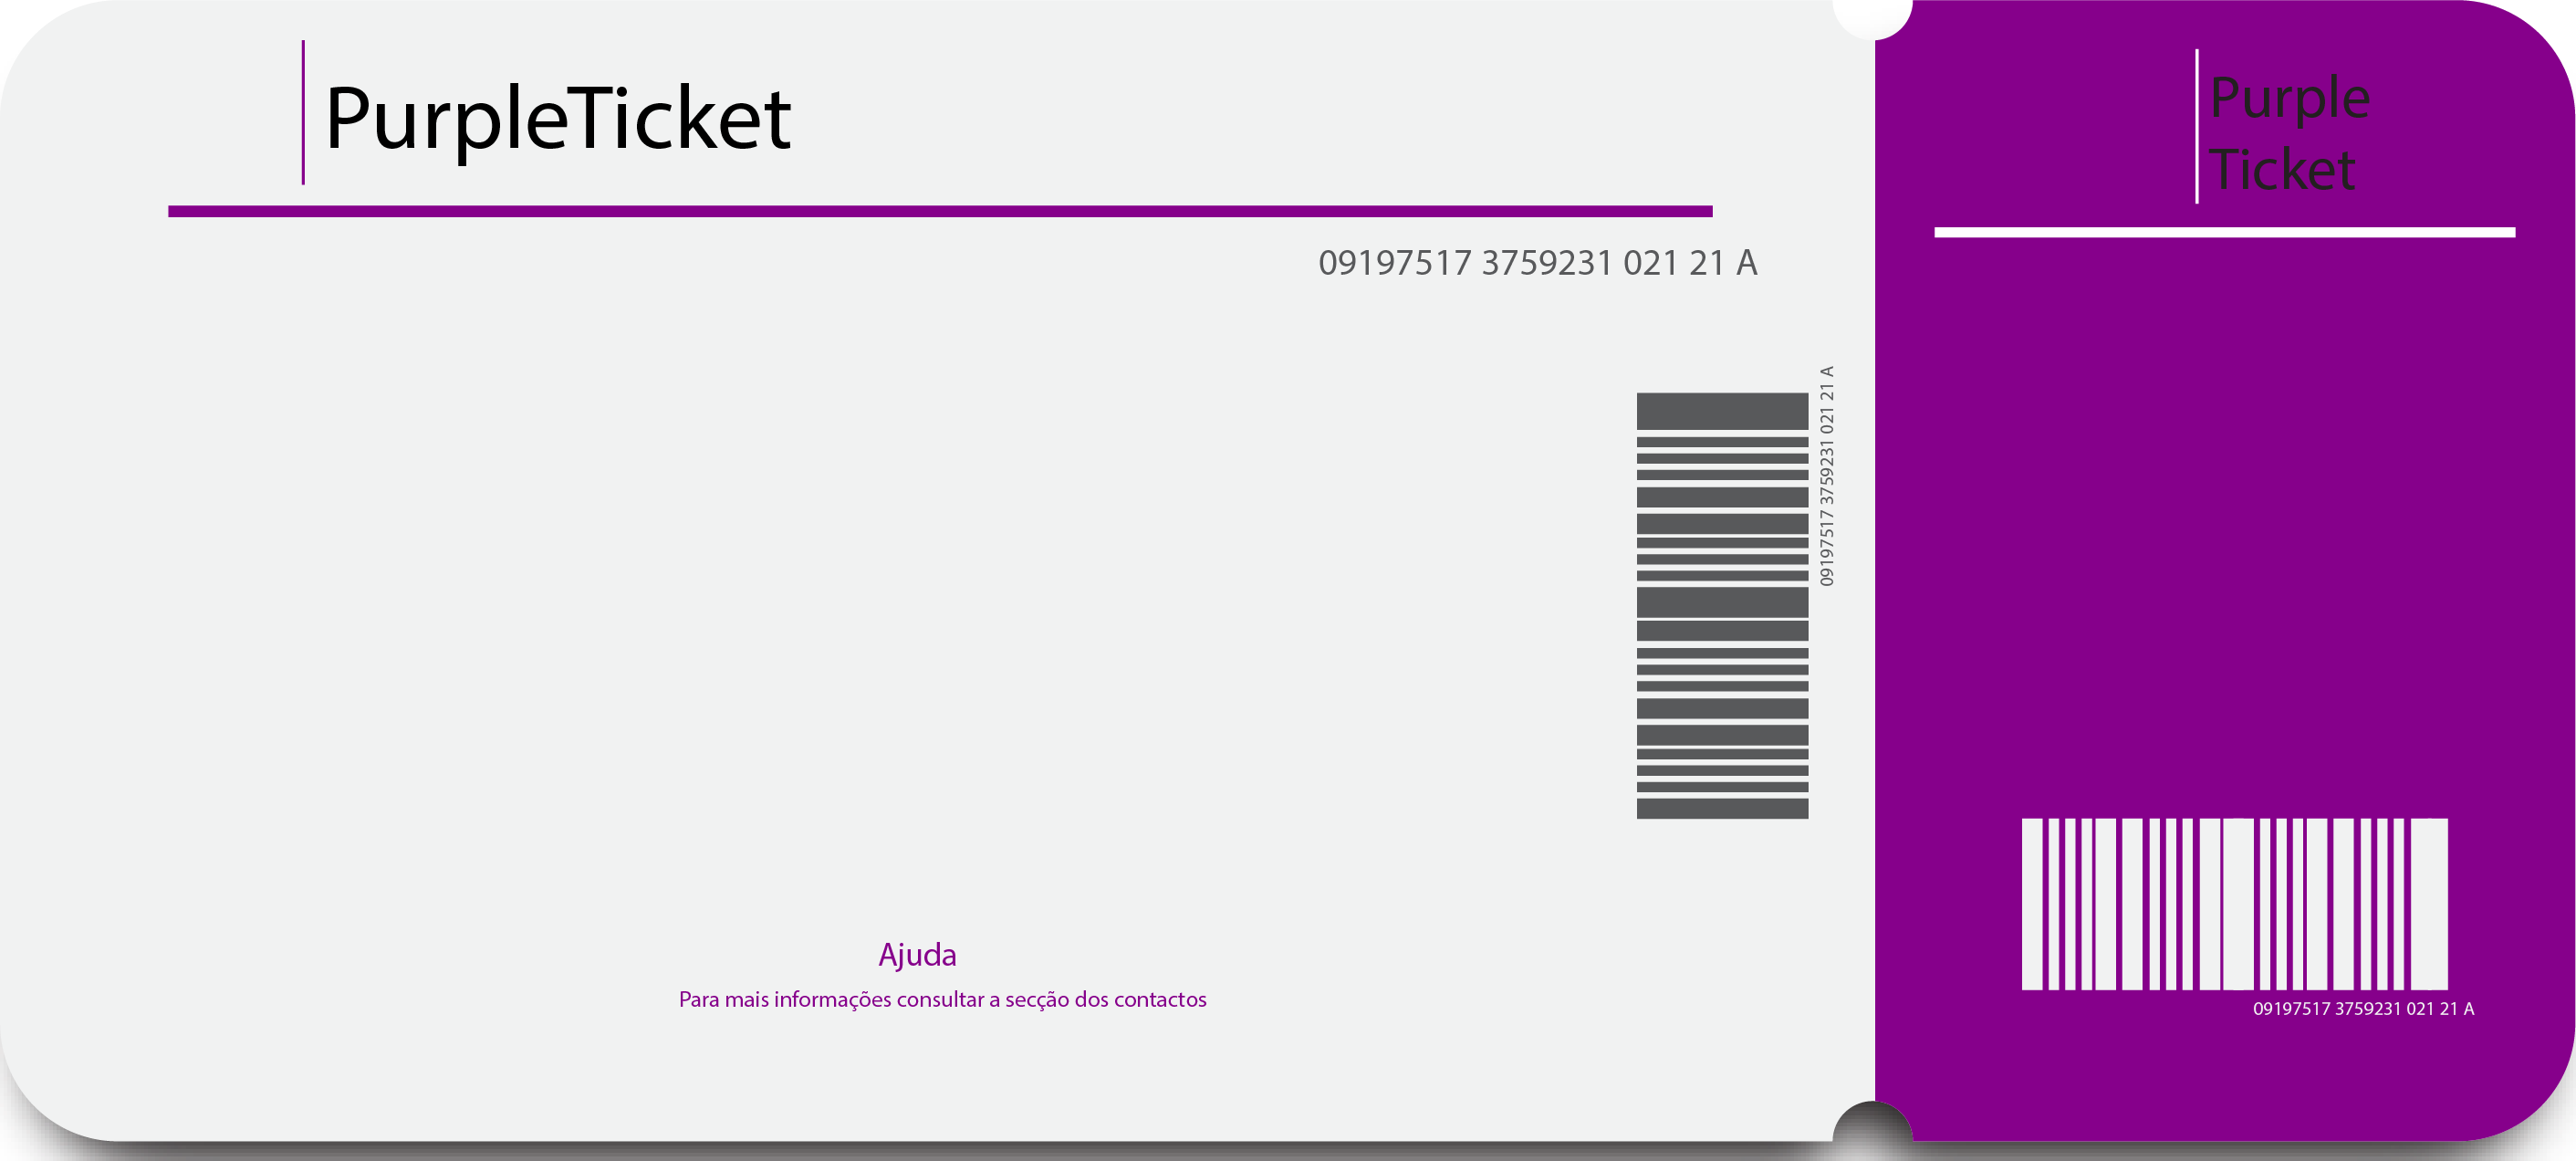 PurpleTicket
09197517 3759231 021 21 A
09197517 3759231 021 21 A
Ajuda
Para mais informações consultar a secção dos contactos
Purple
Ticket
09197517 3759231 021 21 A